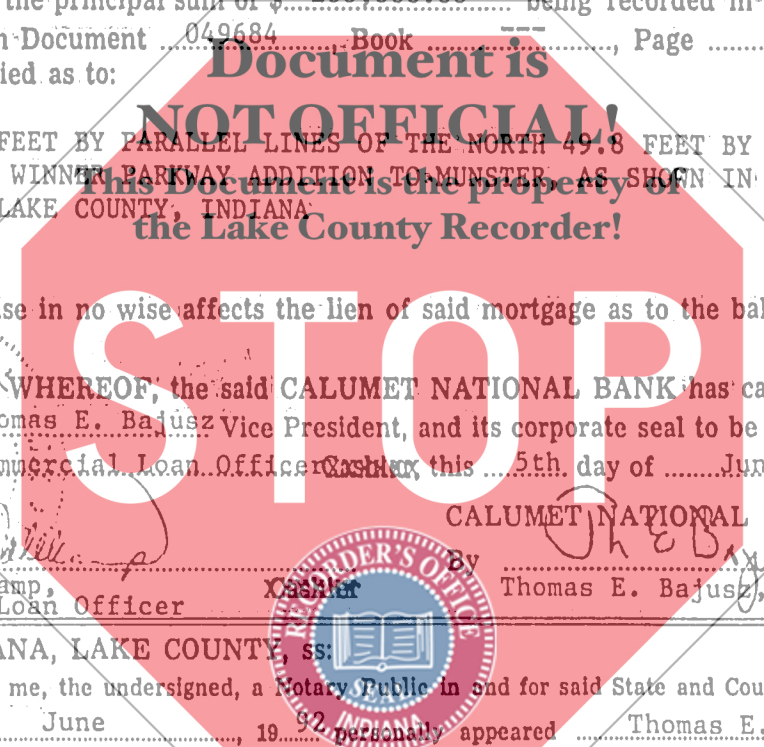 the principal sum of $ being recorded in
n Document 049684 Book , Page
Document is
ied as to:
NOT OFFICIAL!
FEET BY PARALLEL LINES OF THE NORTH 49.8 FEET BY
WINNER PARKWAY ADDITION TO MUNSTER, AS SHOWN IN
This Document is the property of
LAKE COUNTY, INDIANA
the Lake County Recorder!
se in no wise affects the lien of said mortgage as to the bal
STOP
WHEREOF, the said CALUMET NATIONAL BANK has ca
omas E. Bajusz Vice President, and its corporate seal to be
mmercial Loan Officer Cashier, this 5th day of Jun
CALUMET NATIONAL
By
amp, Cashier Thomas E. Bajusz,
Loan Officer
RECORDER'S OFFICE
ANA, LAKE COUNTY, ss:
me, the undersigned, a Notary Public in and for said State and Cou
SEAL
INDIANA
June , 19 92 personally appeared Thomas E.